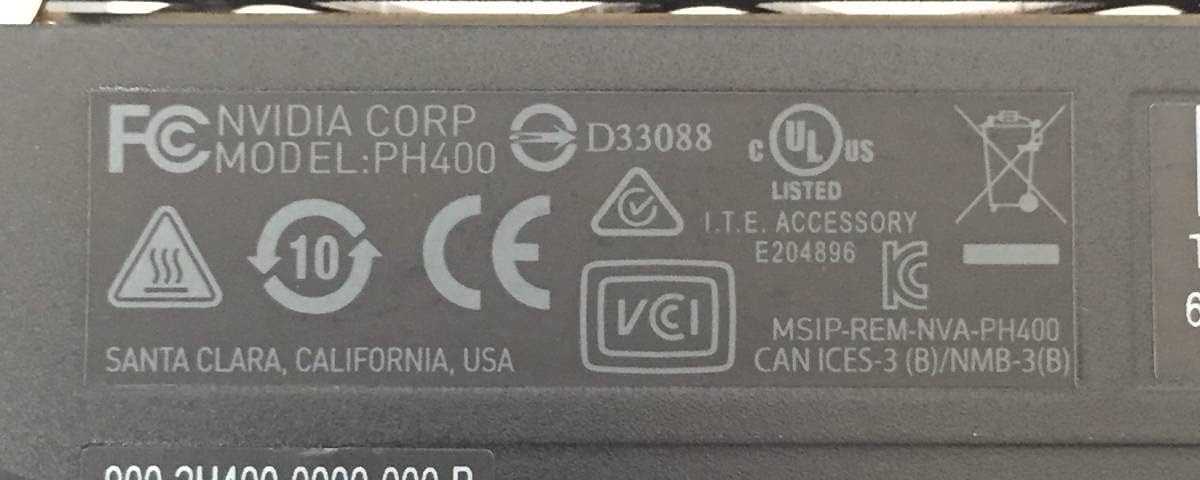 FC NVIDIA CORP
MODEL:PH400
D33088
C UL US
LISTED
I.T.E. ACCESSORY
E204896
10
CE
VCI
MSIP-REM-NVA-PH400
SANTA CLARA, CALIFORNIA, USA
CAN ICES-3 (B)/NMB-3(B)